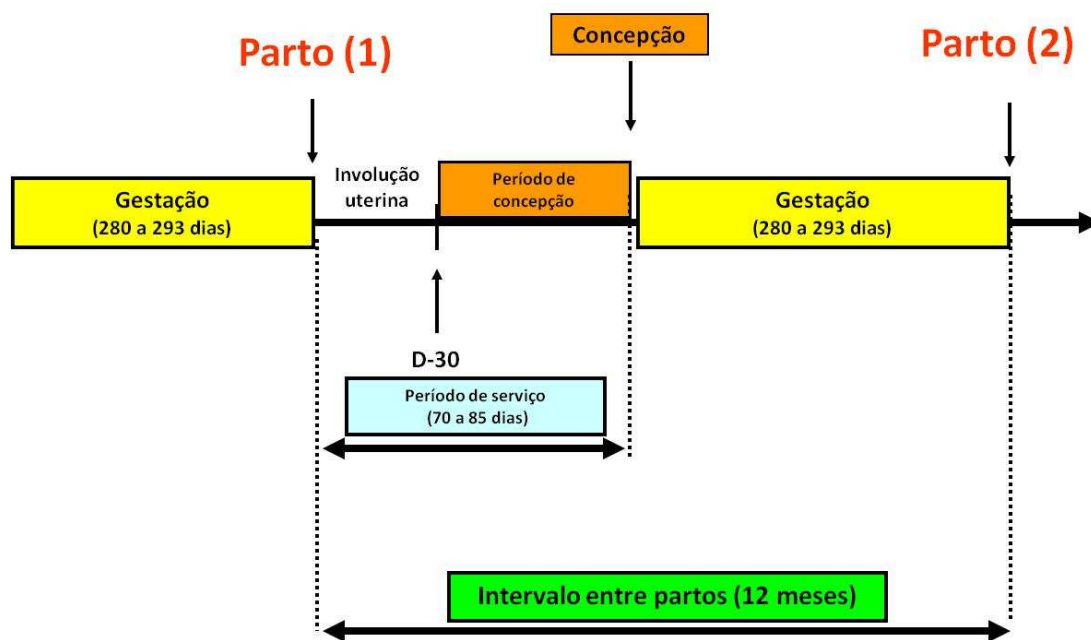 Parto (1)
Concepção
Parto (2)
Gestação
(280 a 293 dias)
Involução
uterina
Período de
concepção
Gestação
(280 a 293 dias)
D-30
Período de serviço
(70 a 85 dias)
Intervalo entre partos (12 meses)